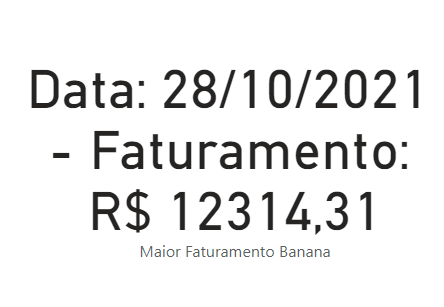 Data: 28/10/2021
- Faturamento:
R$ 12314,31
Maior Faturamento Banana